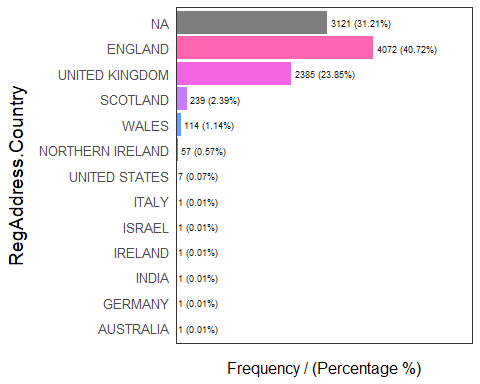 NA 3121 (31.21%)
ENGLAND 4072 (40.72%)
UNITED KINGDOM 2385 (23.85%)
SCOTLAND 239 (2.39%)
WALES 114 (1.14%)
NORTHERN IRELAND 57 (0.57%)
UNITED STATES 7 (0.07%)
ITALY 1 (0.01%)
ISRAEL 1 (0.01%)
IRELAND 1 (0.01%)
INDIA 1 (0.01%)
GERMANY 1 (0.01%)
AUSTRALIA 1 (0.01%)
RegAddress.Country
Frequency / (Percentage %)